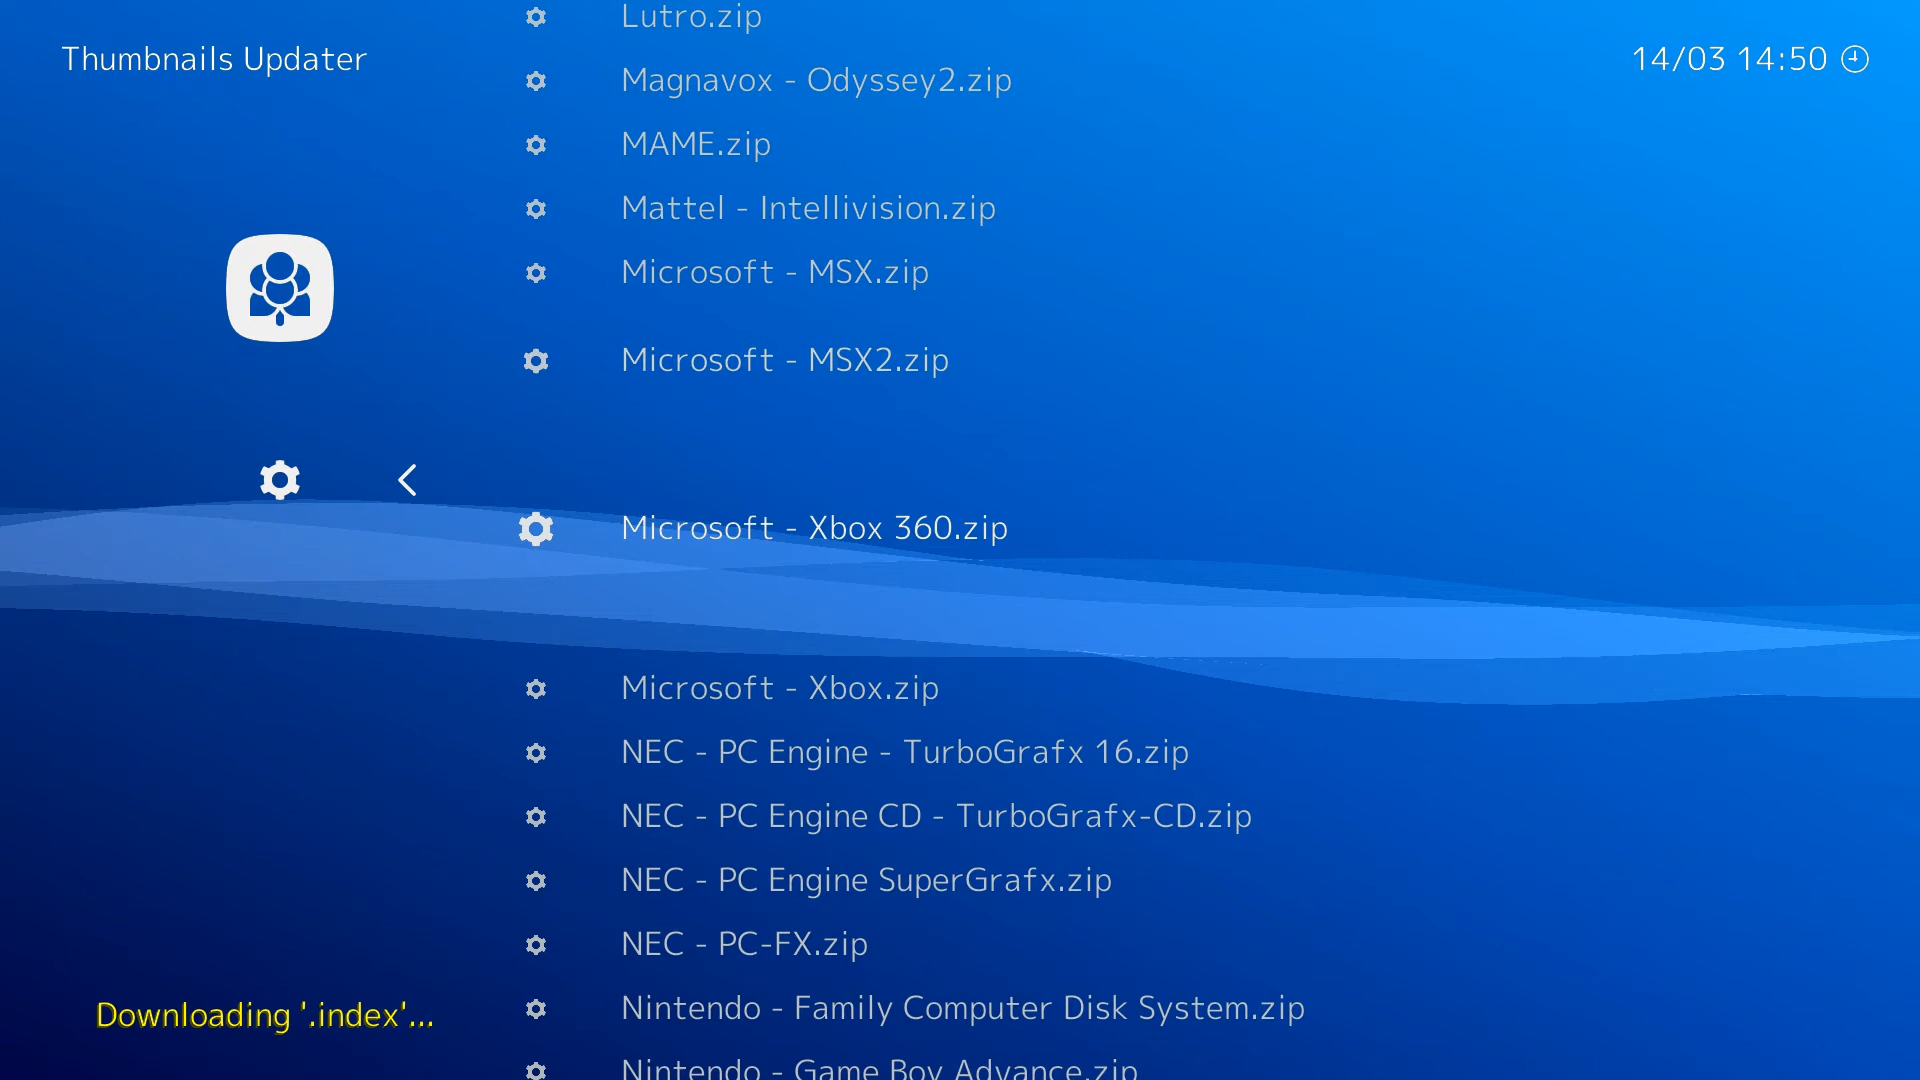 Lutro.zip
Thumbnails Updater
14/03 14:50
Magnavox - Odyssey2.zip
MAME.zip
Mattel - Intellivision.zip
Microsoft - MSX.zip
Microsoft - MSX2.zip
Microsoft - Xbox 360.zip
Microsoft - Xbox.zip
NEC - PC Engine - TurboGrafx 16.zip
NEC - PC Engine CD - TurboGrafx-CD.zip
NEC - PC Engine SuperGrafx.zip
NEC - PC-FX.zip
Nintendo - Family Computer Disk System.zip
Downloading '.index'...
Nintendo - Game Boy Advance.zip